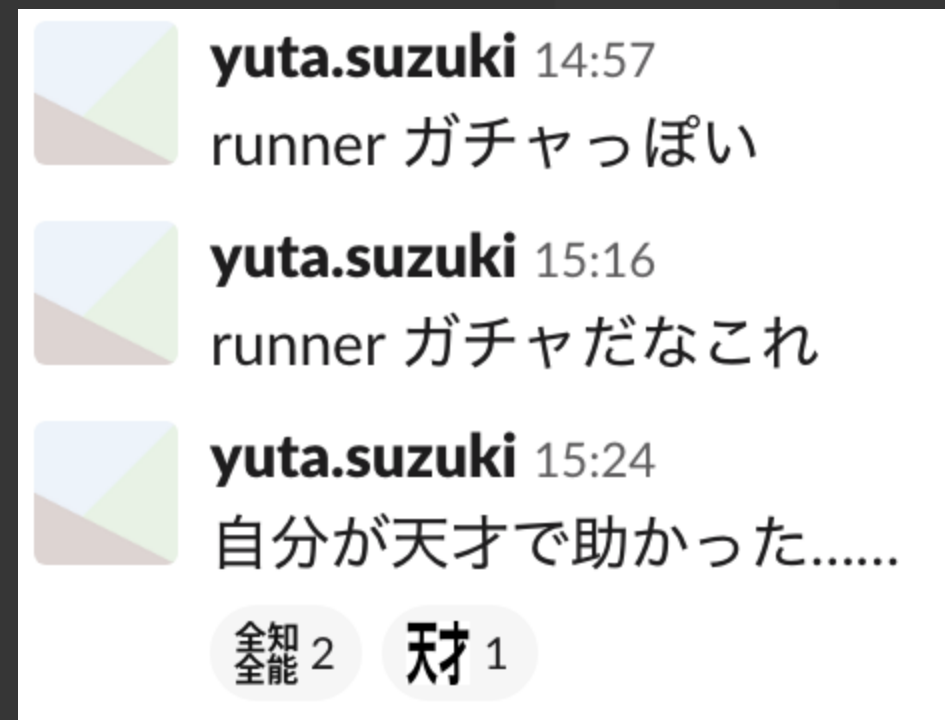 yuta.suzuki 14:57
runner ガチャっぽい
yuta.suzuki 15:16
runner ガチャだなこれ
yuta.suzuki 15:24
自分が天才で助かった……
全知全能 2 天才 1